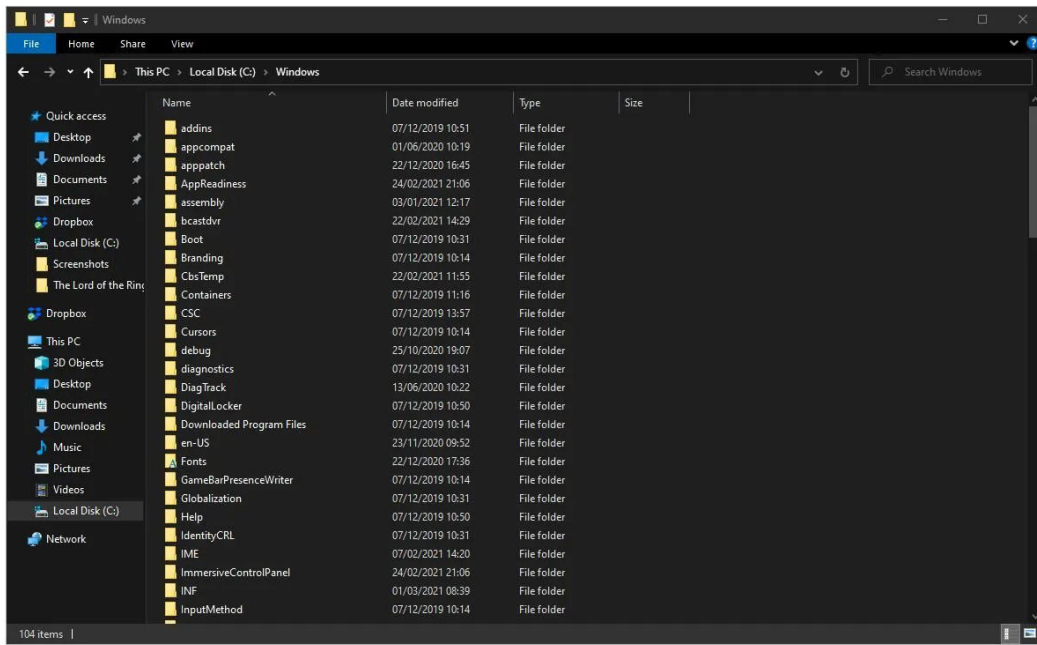 Windows
File Home Share View
This PC > Local Disk (C:) > Windows
Search Windows
Quick access
Desktop
Downloads
Documents
Pictures
Dropbox
Local Disk (C:)
Screenshots
The Lord of the Ring
Dropbox
This PC
3D Objects
Desktop
Documents
Downloads
Music
Pictures
Videos
Local Disk (C:)
Network
Name Date modified Type Size
addins 07/12/2019 10:51 File folder
appcompat 01/06/2020 10:19 File folder
apppatch 22/12/2020 16:45 File folder
AppReadiness 24/02/2021 21:06 File folder
assembly 03/01/2021 12:17 File folder
bcastdvr 22/02/2021 14:29 File folder
Boot 07/12/2019 10:31 File folder
Branding 07/12/2019 10:14 File folder
CbsTemp 22/02/2021 11:55 File folder
Containers 07/12/2019 11:16 File folder
CSC 07/12/2019 13:57 File folder
Cursors 07/12/2019 10:14 File folder
debug 25/10/2020 19:07 File folder
diagnostics 07/12/2019 10:31 File folder
DiagTrack 13/06/2020 10:22 File folder
DigitalLocker 07/12/2019 10:50 File folder
Downloaded Program Files 07/12/2019 10:14 File folder
en-US 23/11/2020 09:52 File folder
Fonts 22/12/2020 17:36 File folder
GameBarPresenceWriter 07/12/2019 10:14 File folder
Globalization 07/12/2019 10:31 File folder
Help 07/12/2019 10:50 File folder
IdentityCRL 07/12/2019 10:31 File folder
IME 07/02/2021 14:20 File folder
ImmersiveControlPanel 24/02/2021 21:06 File folder
INF 01/03/2021 08:39 File folder
InputMethod 07/12/2019 10:14 File folder
104 items